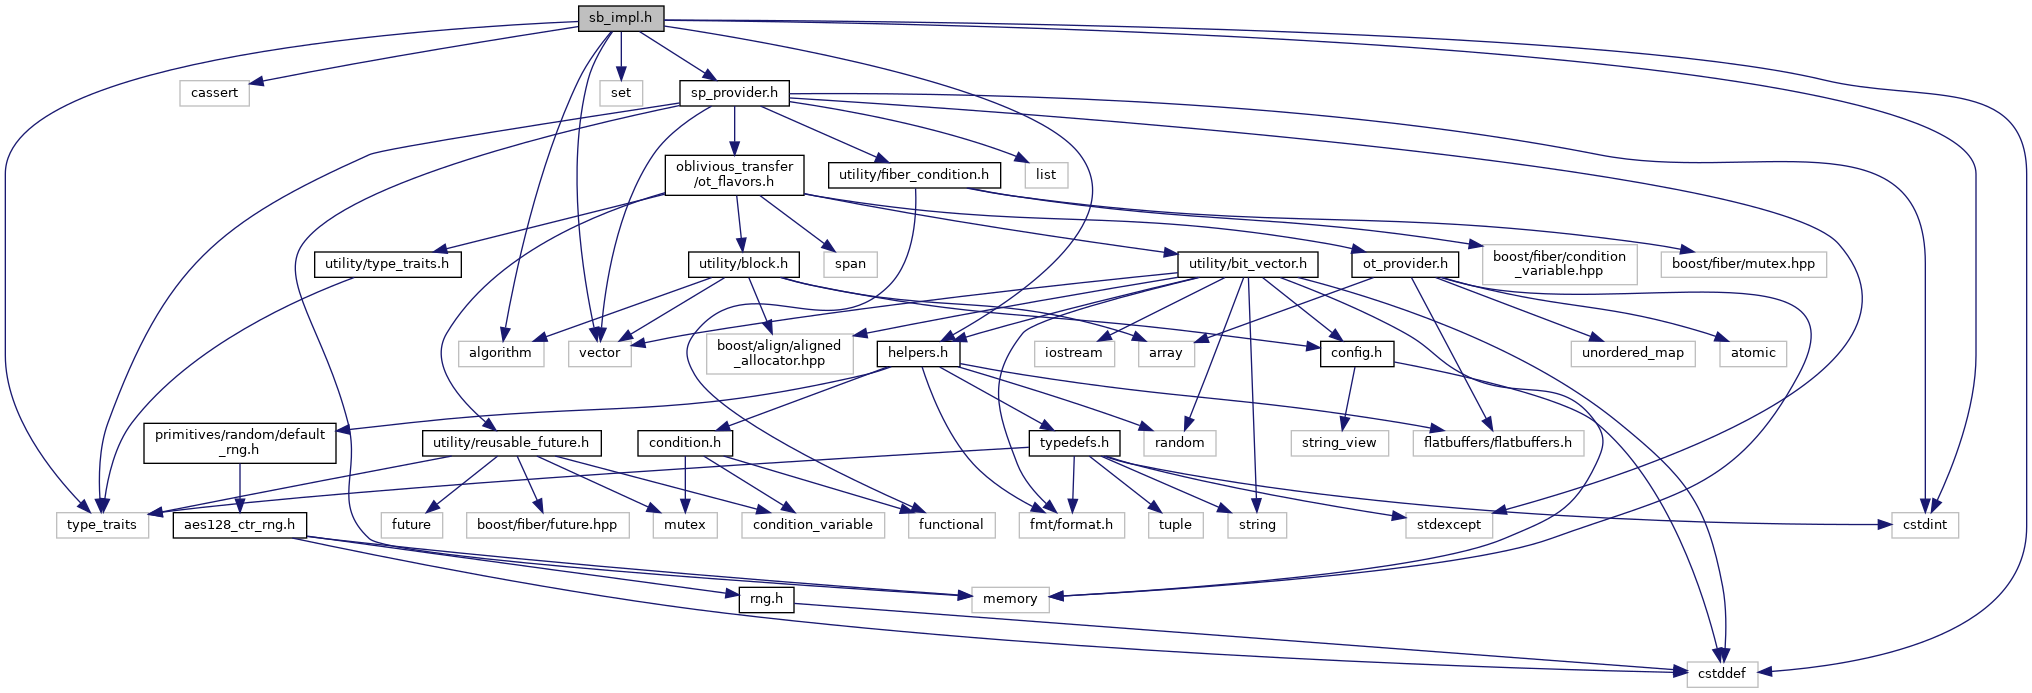 sb_impl.h
cassert
set
sp_provider.h
oblivious_transfer
/ot_flavors.h
utility/fiber_condition.h
list
utility/type_traits.h
utility/block.h
span
utility/bit_vector.h
ot_provider.h
boost/fiber/condition
_variable.hpp
boost/fiber/mutex.hpp
algorithm
vector
boost/align/aligned
_allocator.hpp
helpers.h
iostream
array
config.h
unordered_map
atomic
primitives/random/default
_rng.h
utility/reusable_future.h
condition.h
typedefs.h
random
string_view
flatbuffers/flatbuffers.h
type_traits
aes128_ctr_rng.h
future
boost/fiber/future.hpp
mutex
condition_variable
functional
fmt/format.h
tuple
string
stdexcept
cstdint
rng.h
memory
cstddef